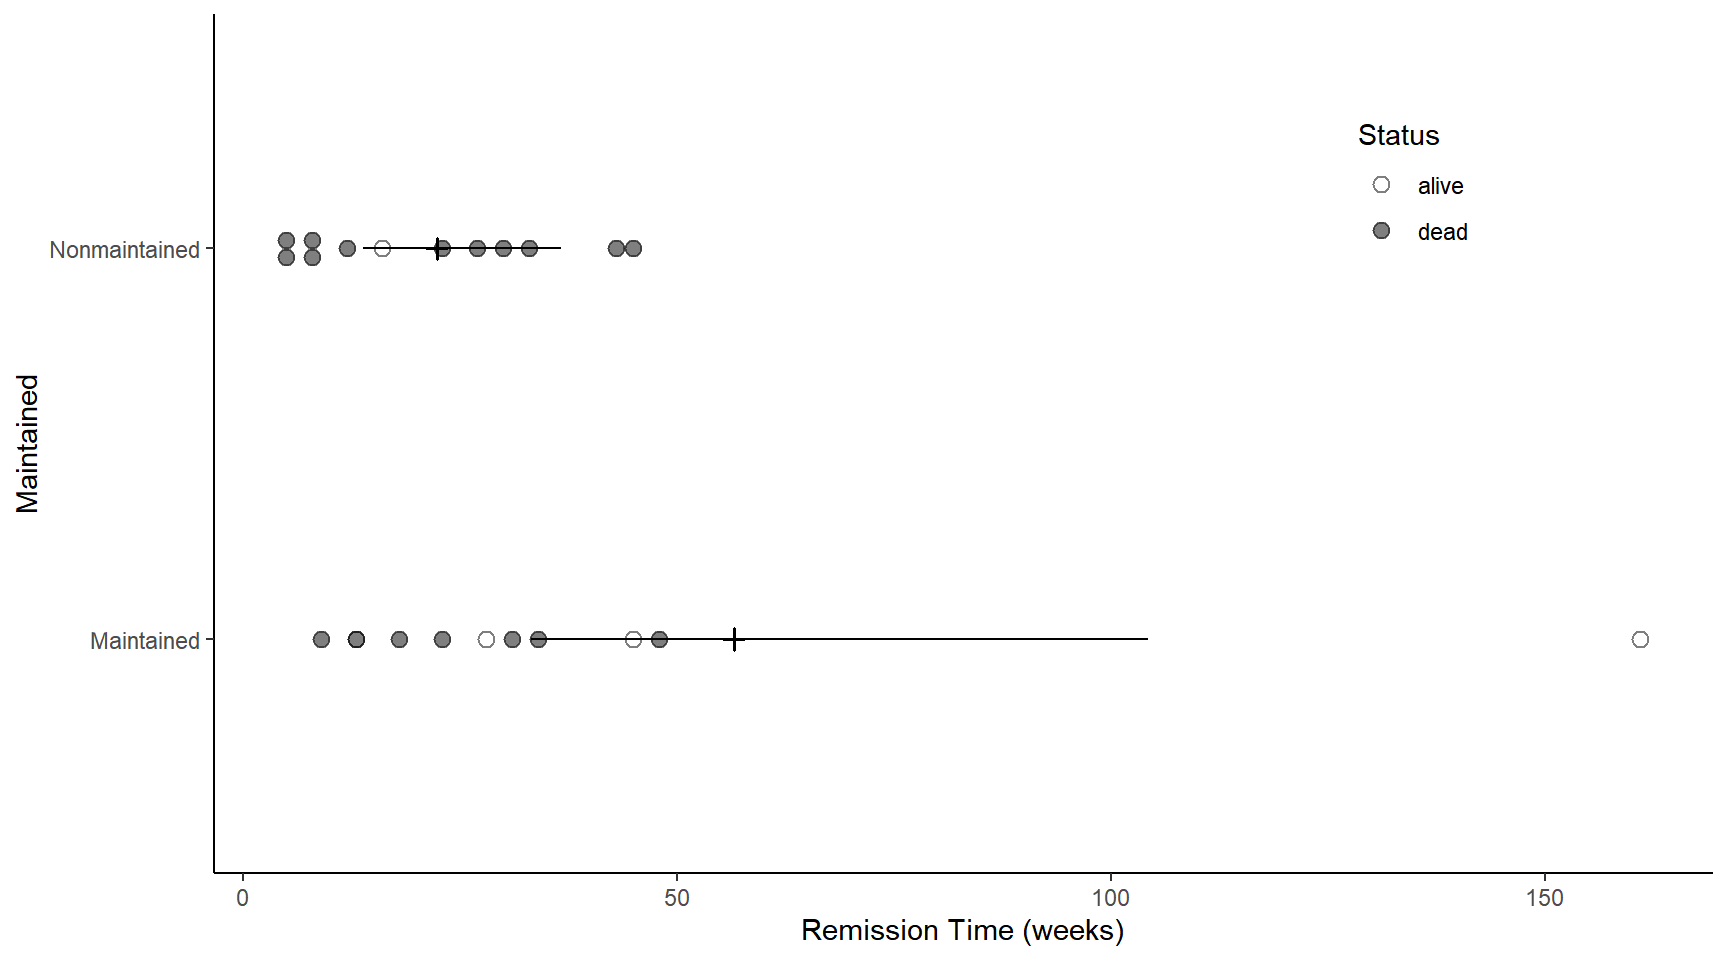 Status
alive
dead
Nonmaintained
Maintained
Maintained
0 50 100 150
Remission Time (weeks)